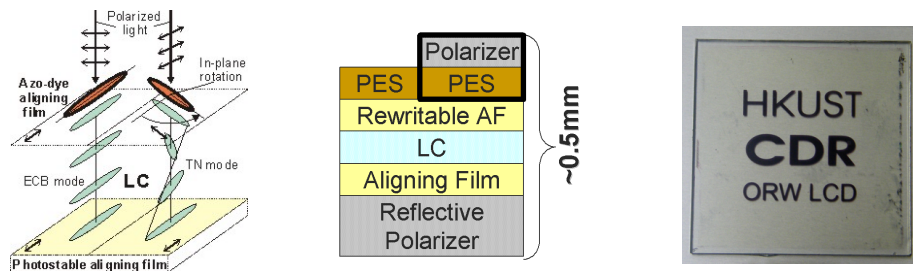 Polarized
light
In-plane
rotation
Azo-dye
aligning
film
TN mode
ECB mode
LC
Photostable aligning film
Polarizer
PES PES
Rewritable AF
LC
Aligning Film
Reflective
Polarizer
~0.5mm
HKUST
CDR
ORW LCD